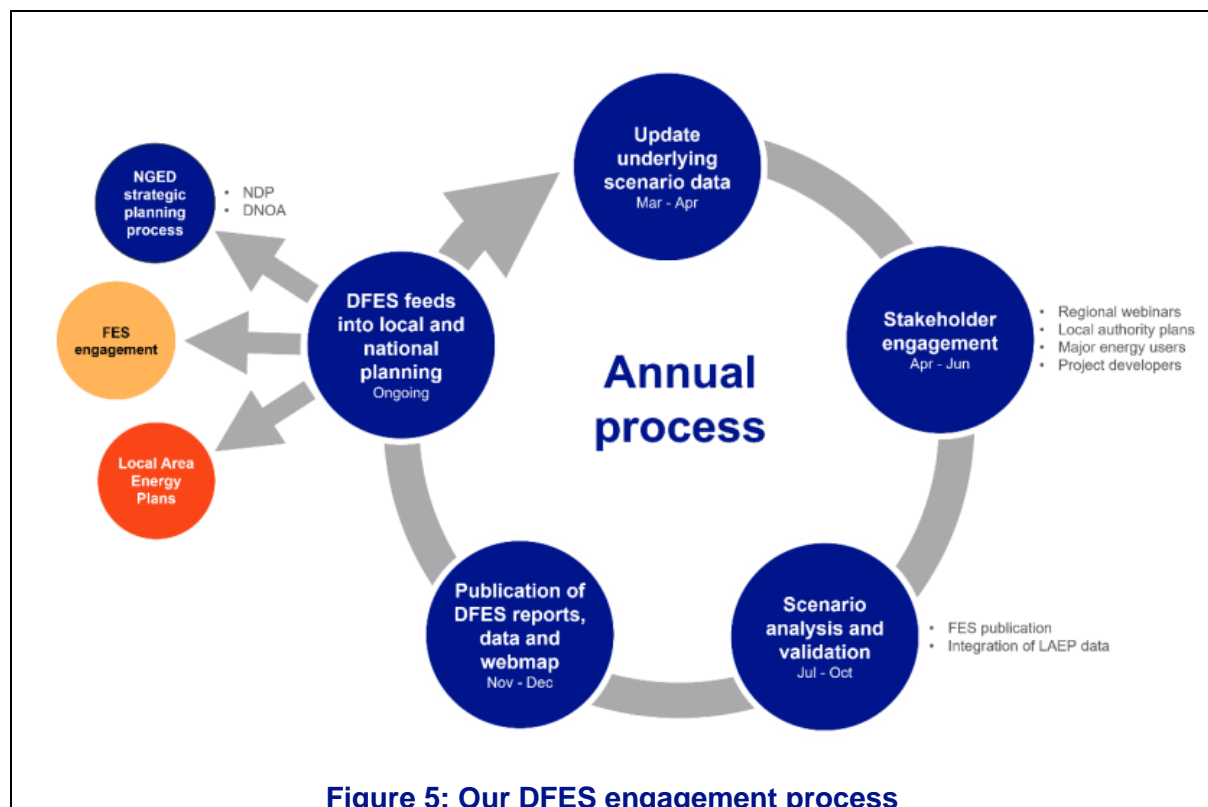 Update
underlying
scenario data
Mar - Apr
Stakeholder
engagement
Apr - Jun
• Regional webinars
• Local authority plans
• Major energy users
• Project developers
Scenario
analysis and
validation
Jul - Oct
• FES publication
• Integration of LAEP data
Publication of
DFES reports,
data and
webmap
Nov - Dec
DFES feeds
into local and
national
planning
Ongoing
NGED
strategic
planning
process
• NDP
• DNOA
FES
engagement
Local Area
Energy
Plans
Annual
process
Figure 5: Our DFES engagement process